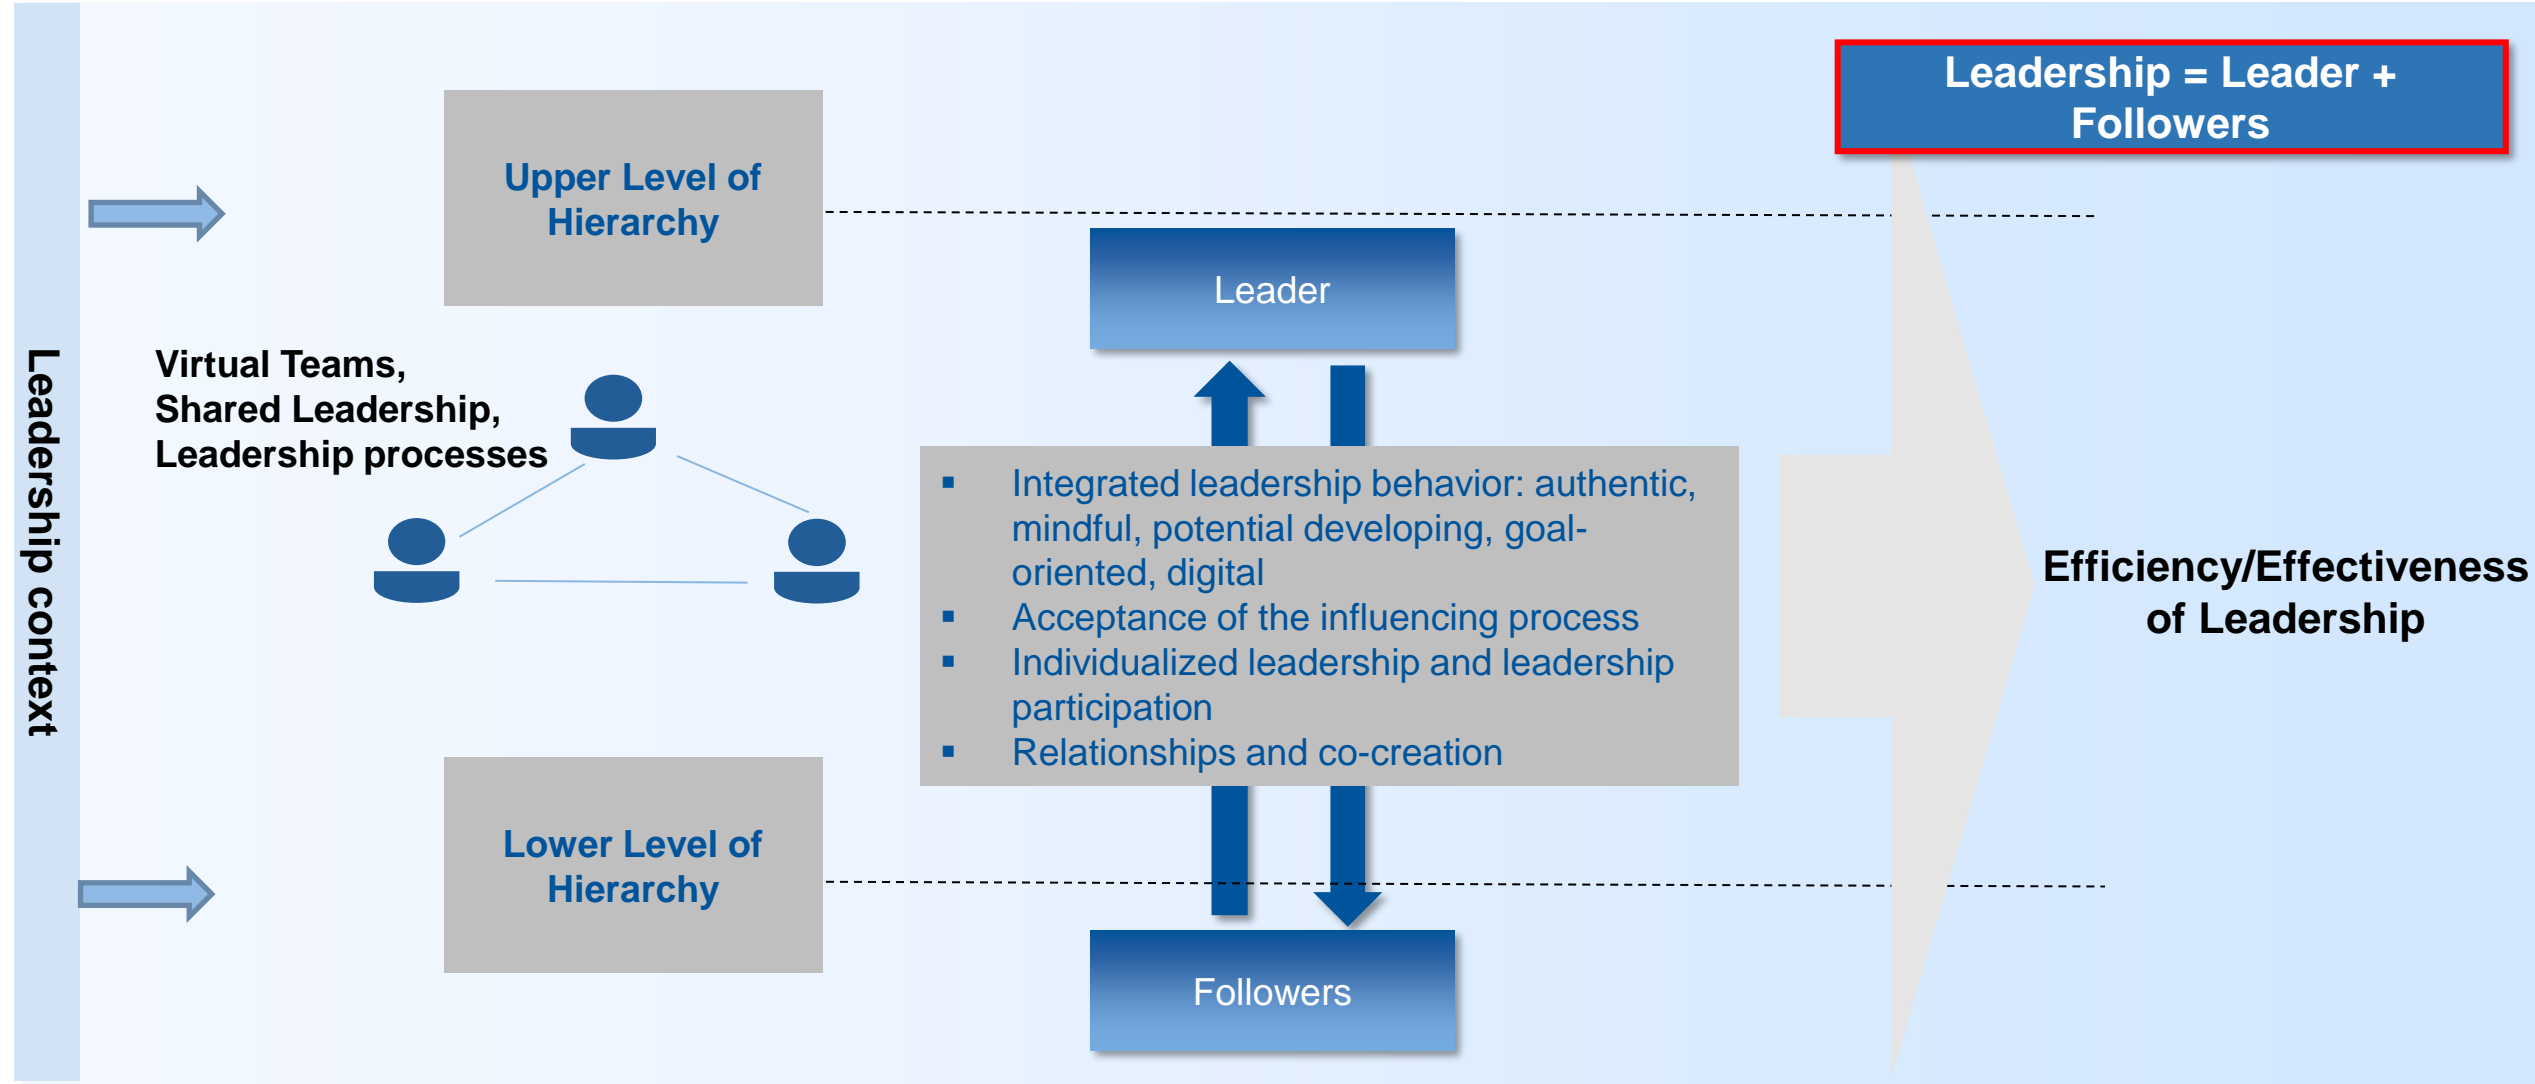 Leadership = Leader +
Followers
Upper Level of
Hierarchy
Leader
Leadership context
Virtual Teams,
Shared Leadership,
Leadership processes
▪ Integrated leadership behavior: authentic,
mindful, potential developing, goal-
oriented, digital
▪ Acceptance of the influencing process
▪ Individualized leadership and leadership
participation
▪ Relationships and co-creation
Efficiency/Effectiveness
of Leadership
Lower Level of
Hierarchy
Followers